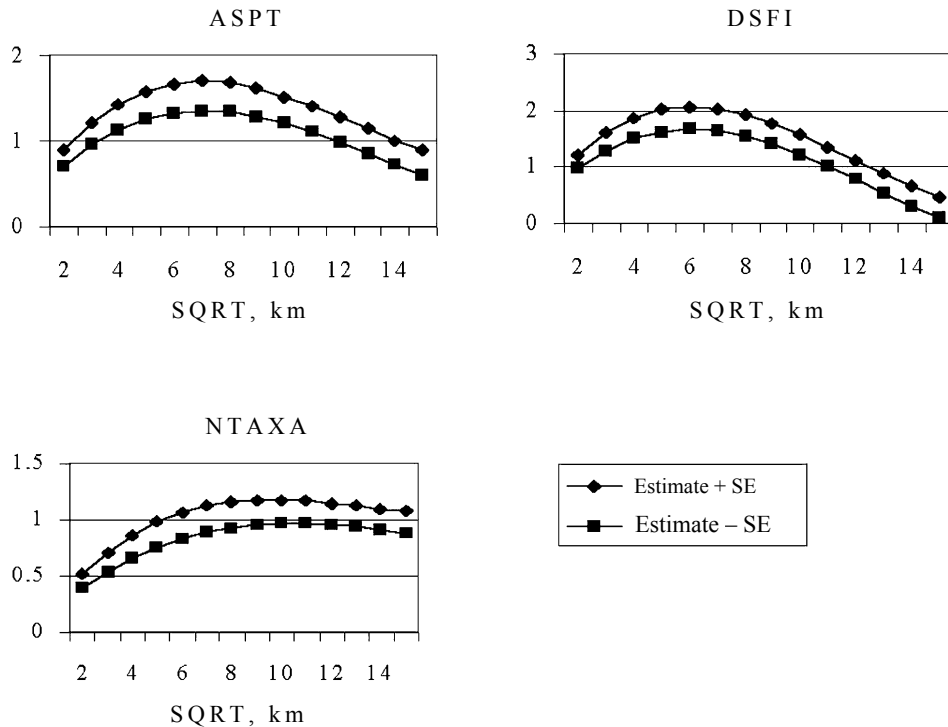 ASPT
2
1
0
2 4 6 8 10 12 14
SQRT, km
DSFI
3
2
1
0
2 4 6 8 10 12 14
SQRT, km
NTAXA
1.5
1
0.5
0
2 4 6 8 10 12 14
SQRT, km
Estimate + SE
Estimate – SE